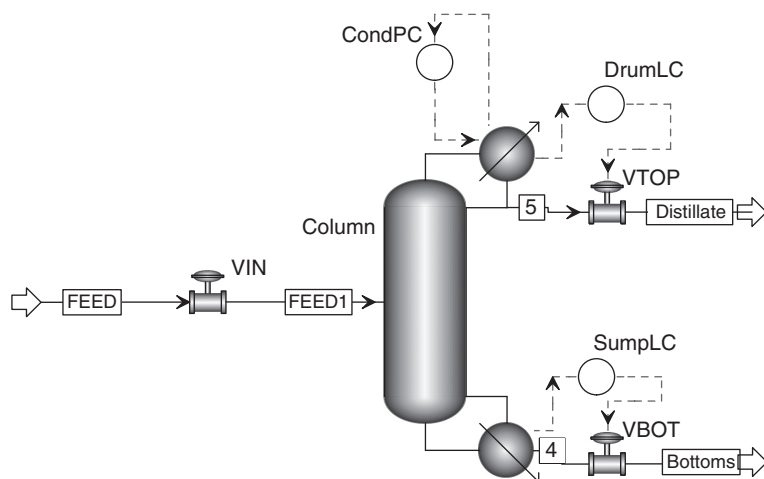 CondPC
DrumLC
VTOP
5
Distillate
Column
VIN
FEED
FEED1
SumpLC
VBOT
4
Bottoms